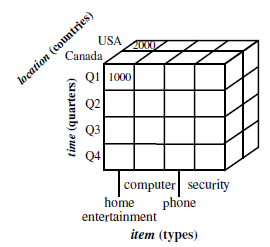 location (countries)
USA 2000
Canada
Q1 1000
Q2
Q3
Q4
time (quarters)
computer security
home phone
entertainment
item (types)